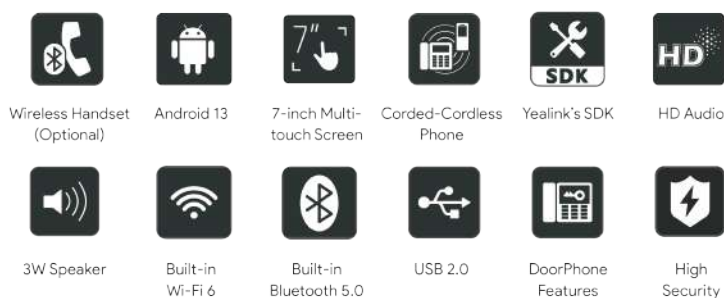 7"
SDK
HD
Wireless Handset
(Optional)
Android 13
7-inch Multi-
touch Screen
Corded-Cordless
Phone
Yealink's SDK
HD Audio
3W Speaker
Built-in
Wi-Fi 6
Built-in
Bluetooth 5.0
USB 2.0
DoorPhone
Features
High
Security